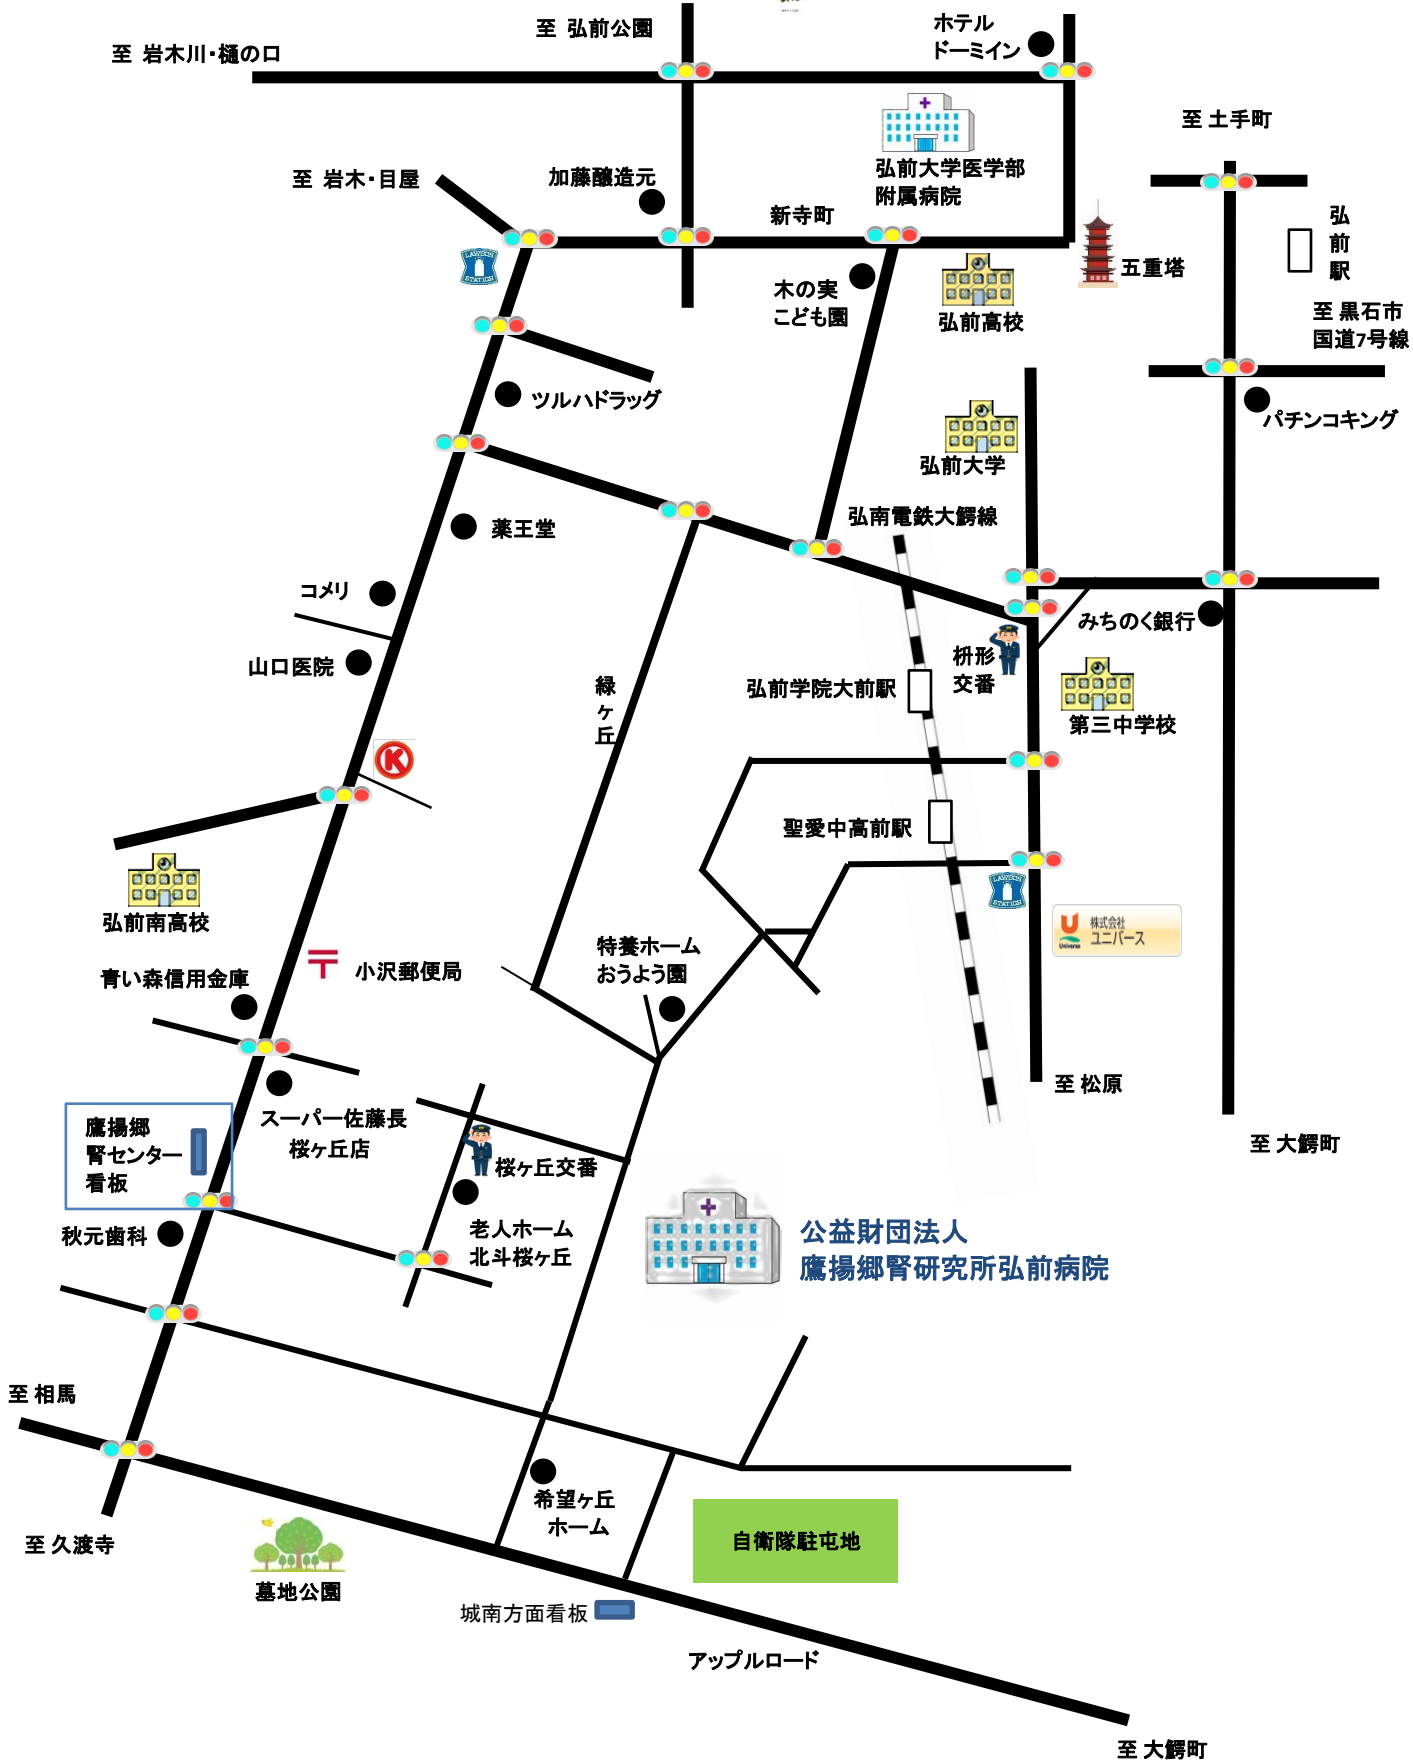 至 弘前公園
ホテル
ドーミイン
至 岩木川・樋の口
至 土手町
弘前大学医学部
附属病院
至 岩木・目屋
加藤醸造元
新寺町
弘
前
駅
LAWSON
STATION
五重塔
木の実
こども園
弘前高校
至 黒石市
国道7号線
ツルハドラッグ
パチンコキング
弘前大学
弘南電鉄大鰐線
薬王堂
コメリ
みちのく銀行
山口医院
枡形
交番
緑
ヶ
丘
弘前学院大前駅
第三中学校
K
聖愛中高前駅
LAWSON
STATION
弘前南高校
株式会社
ユニバース
Universe
特養ホーム
おうよう園
小沢郵便局
青い森信用金庫
至 松原
スーパー佐藤長
桜ヶ丘店
鷹揚郷
腎センター
看板
至 大鰐町
桜ヶ丘交番
秋元歯科
老人ホーム
北斗桜ヶ丘
公益財団法人
鷹揚郷腎研究所弘前病院
至 相馬
希望ヶ丘
ホーム
自衛隊駐屯地
至 久渡寺
墓地公園
城南方面看板
アップルロード
至 大鰐町